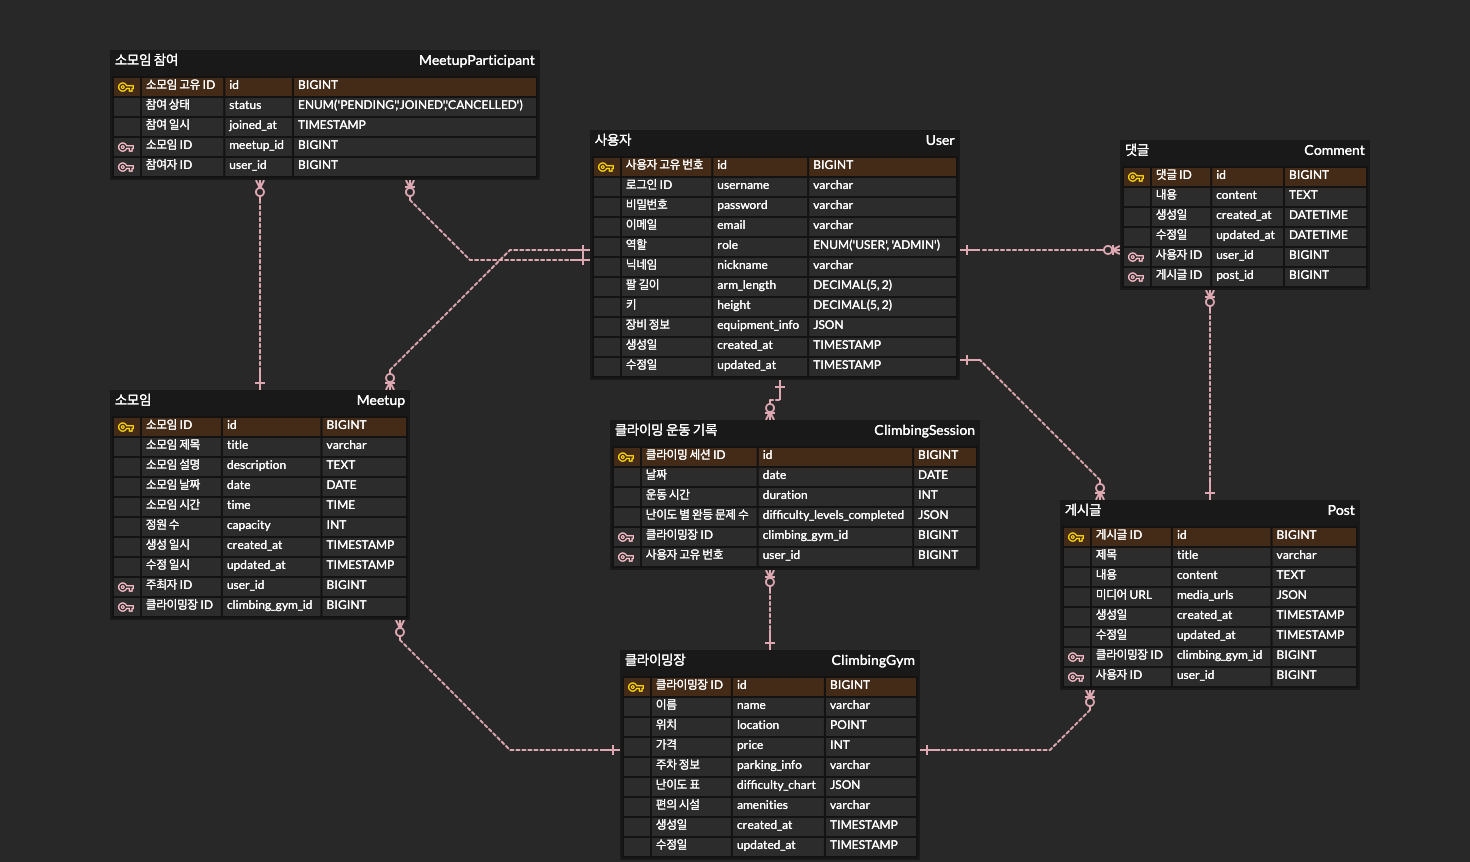 소모임 참여 MeetupParticipant
소모임 고유 ID id BIGINT
참여 상태 status ENUM('PENDING','JOINED','CANCELLED')
참여 일시 joined_at TIMESTAMP
소모임 ID meetup_id BIGINT
참여자 ID user_id BIGINT
사용자 User
사용자 고유 번호 id BIGINT
로그인 ID username varchar
비밀번호 password varchar
이메일 email varchar
역할 role ENUM('USER', 'ADMIN')
닉네임 nickname varchar
팔 길이 arm_length DECIMAL(5, 2)
키 height DECIMAL(5, 2)
장비 정보 equipment_info JSON
생성일 created_at TIMESTAMP
수정일 updated_at TIMESTAMP
댓글 Comment
댓글 ID id BIGINT
내용 content TEXT
생성일 created_at DATETIME
수정일 updated_at DATETIME
사용자 ID user_id BIGINT
게시글 ID post_id BIGINT
소모임 Meetup
소모임 ID id BIGINT
소모임 제목 title varchar
소모임 설명 description TEXT
소모임 날짜 date DATE
소모임 시간 time TIME
정원 수 capacity INT
생성 일시 created_at TIMESTAMP
수정 일시 updated_at TIMESTAMP
주최자 ID user_id BIGINT
클라이밍장 ID climbing_gym_id BIGINT
클라이밍 운동 기록 ClimbingSession
클라이밍 세션 ID id BIGINT
날짜 date DATE
운동 시간 duration INT
난이도 별 완등 문제 수 difficulty_levels_completed JSON
클라이밍장 ID climbing_gym_id BIGINT
사용자 고유 번호 user_id BIGINT
게시글 Post
게시글 ID id BIGINT
제목 title varchar
내용 content TEXT
미디어 URL media_urls JSON
생성일 created_at TIMESTAMP
수정일 updated_at TIMESTAMP
클라이밍장 ID climbing_gym_id BIGINT
사용자 ID user_id BIGINT
클라이밍장 ClimbingGym
클라이밍장 ID id BIGINT
이름 name varchar
위치 location POINT
가격 price INT
주차 정보 parking_info varchar
난이도 표 difficulty_chart JSON
편의 시설 amenities varchar
생성일 created_at TIMESTAMP
수정일 updated_at TIMESTAMP